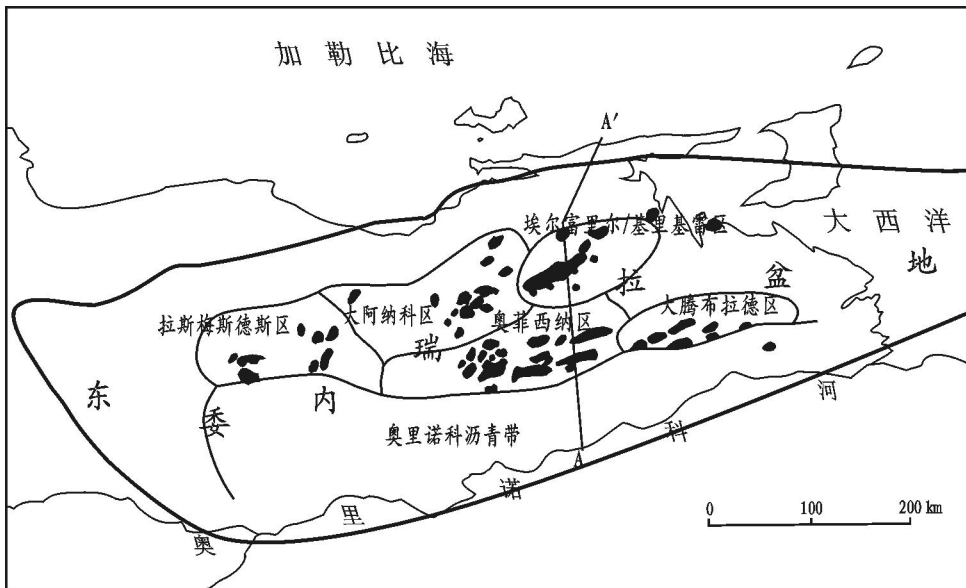 加勒比海
A′
埃尔富里尔/基里基雷区
大西洋
地
盆
拉
大腾布拉德区
拉斯梅斯德斯区
大阿纳科区
奥菲西纳区
瑞
内
委
东
奥里诺科沥青带
A
奥里诺科河
0 100 200 km